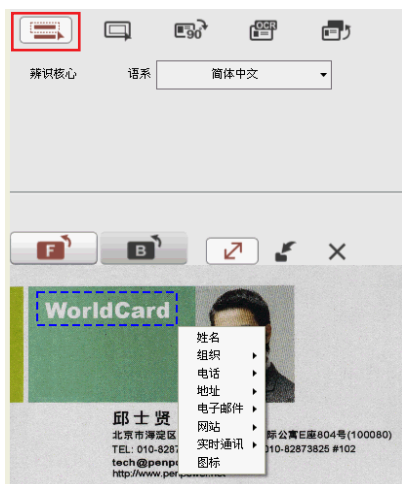 90°
OCR
辨识核心 语系 简体中文
F
B
WorldCard
姓名
组织
电话
地址
电子邮件
网站
实时通讯
图标
邱士贤
北京市海淀区 际公寓E座804号(100080)
TEL: 010-8287 010-82873825 #102
tech@penp
http://www.penpower.net